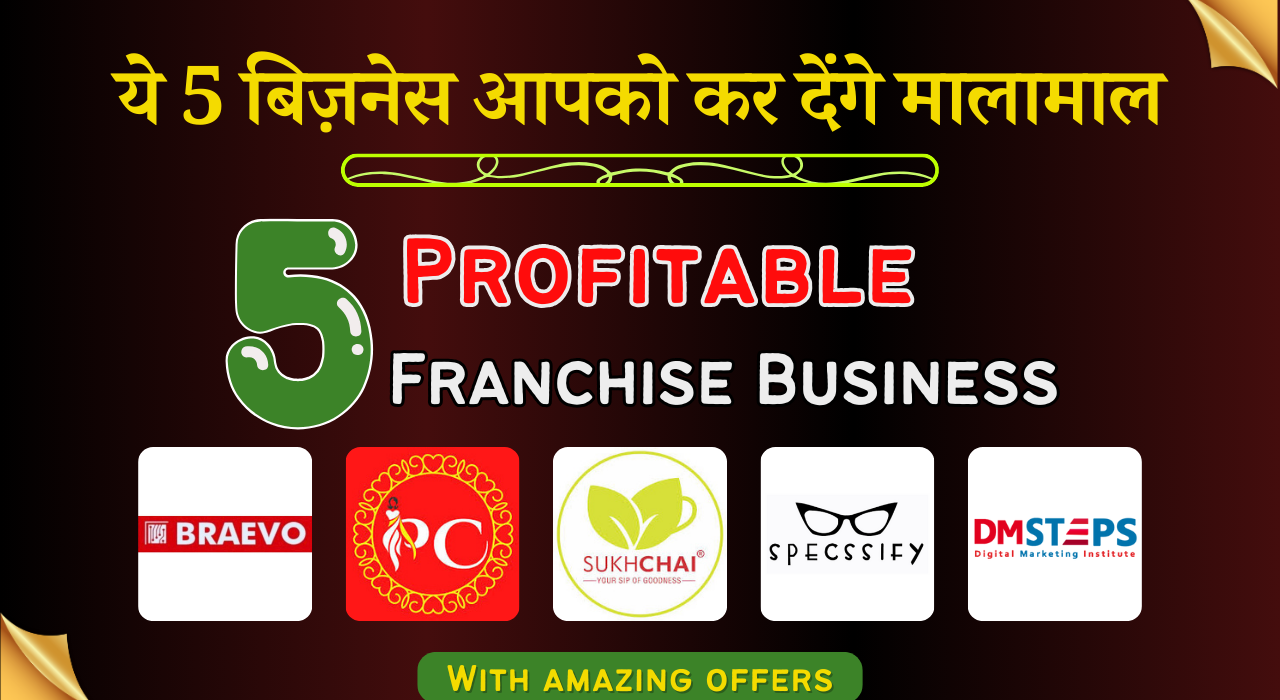 ये 5 बिज़नेस आपको कर देंगे मालामाल
5 PROFITABLE
FRANCHISE BUSINESS
BRAEVO
PC
SUKHCHAI®
YOUR SIP OF GOODNESS
SPECSSIFY
DMSTEPS
Digital Marketing Institute
WITH AMAZING OFFERS